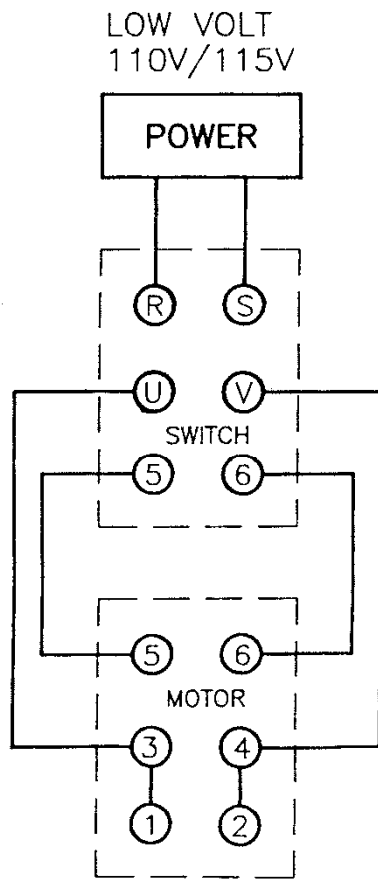 LOW VOLT
110V/115V
POWER
R S
U V
SWITCH
5 6
5 6
MOTOR
3 4
1 2